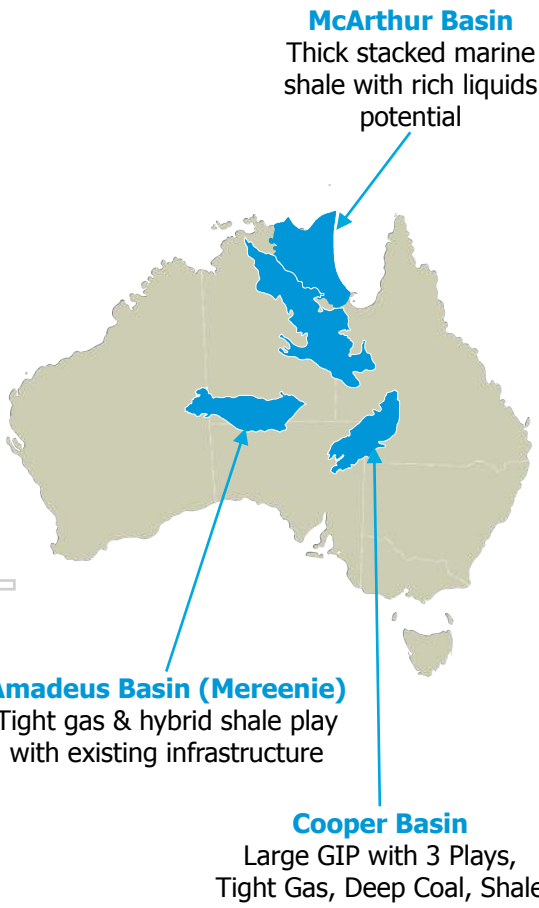 McArthur Basin
Thick stacked marine
shale with rich liquids
potential
Amadeus Basin (Mereenie)
Tight gas & hybrid shale play
with existing infrastructure
Cooper Basin
Large GIP with 3 Plays,
Tight Gas, Deep Coal, Shale